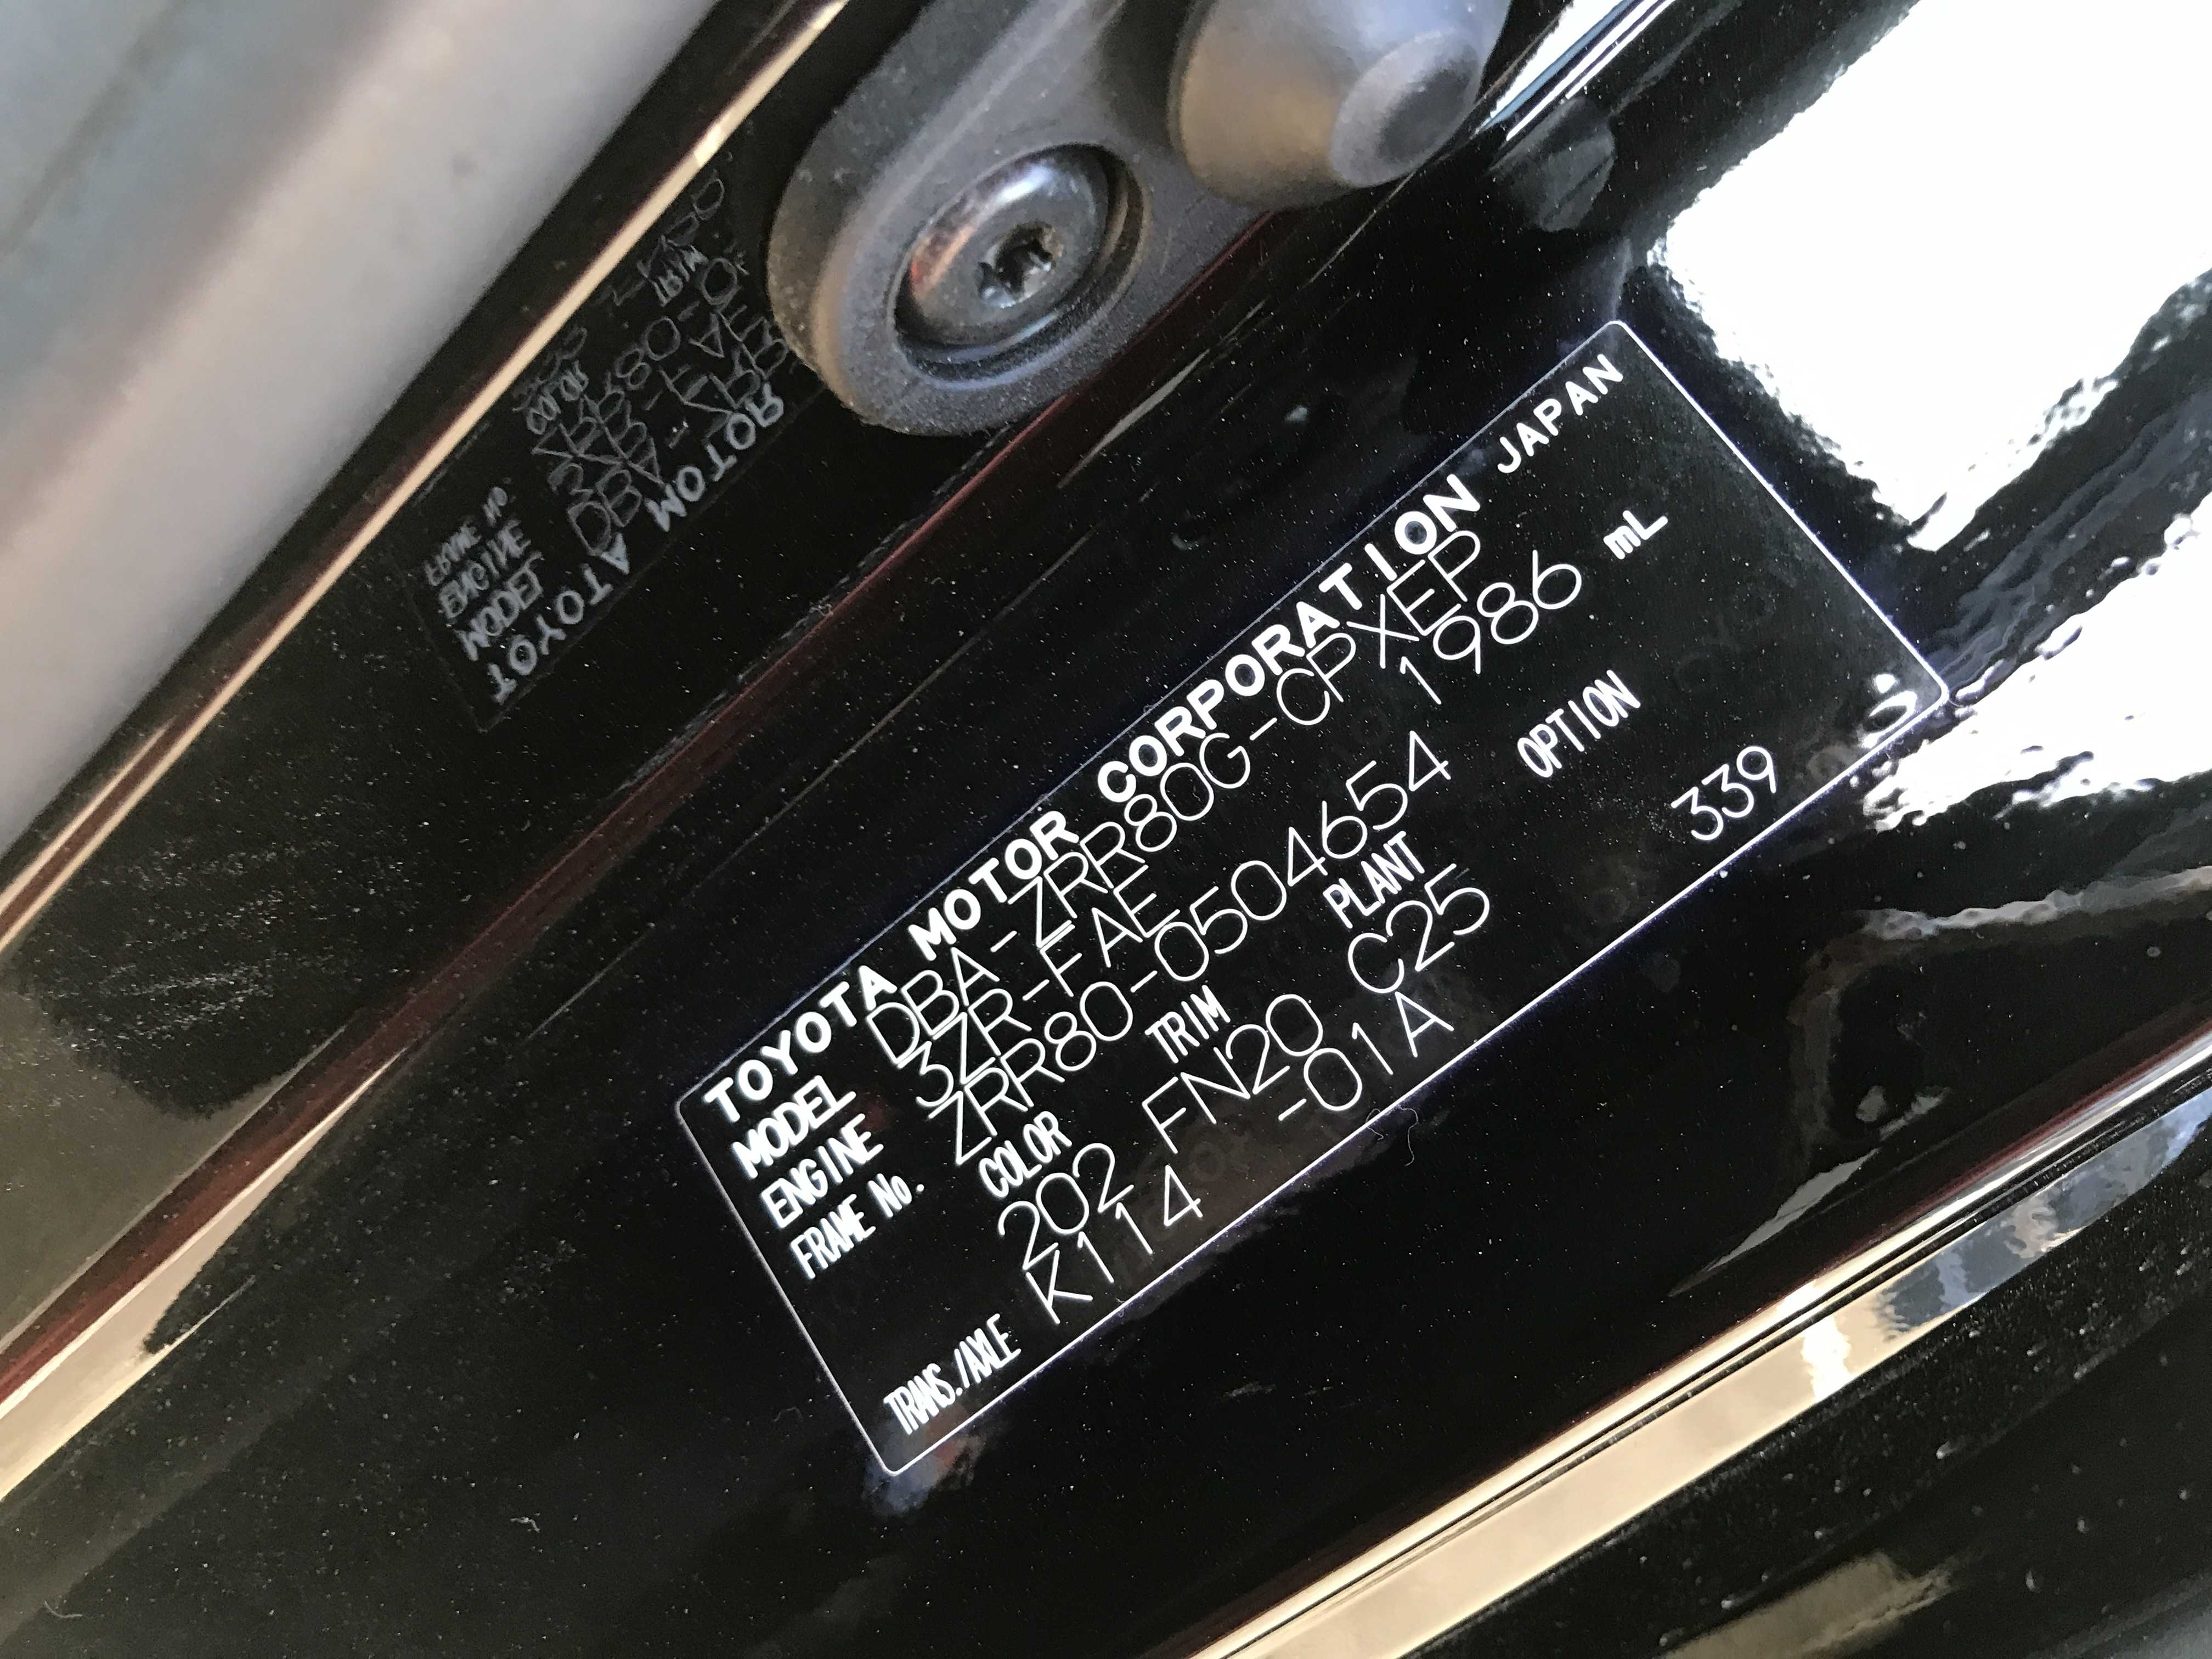 TOYOTA MOTOR CORPORATION JAPAN
MODEL DBA-ZRR80G-CPXEP
ENGINE 3ZR-FAE 1986 mL
FRAME No. ZRR80-0504654
COLOR TRIM PLANT OPTION
202 FN20 C25 339
TRANS./AXLE K114 -01A